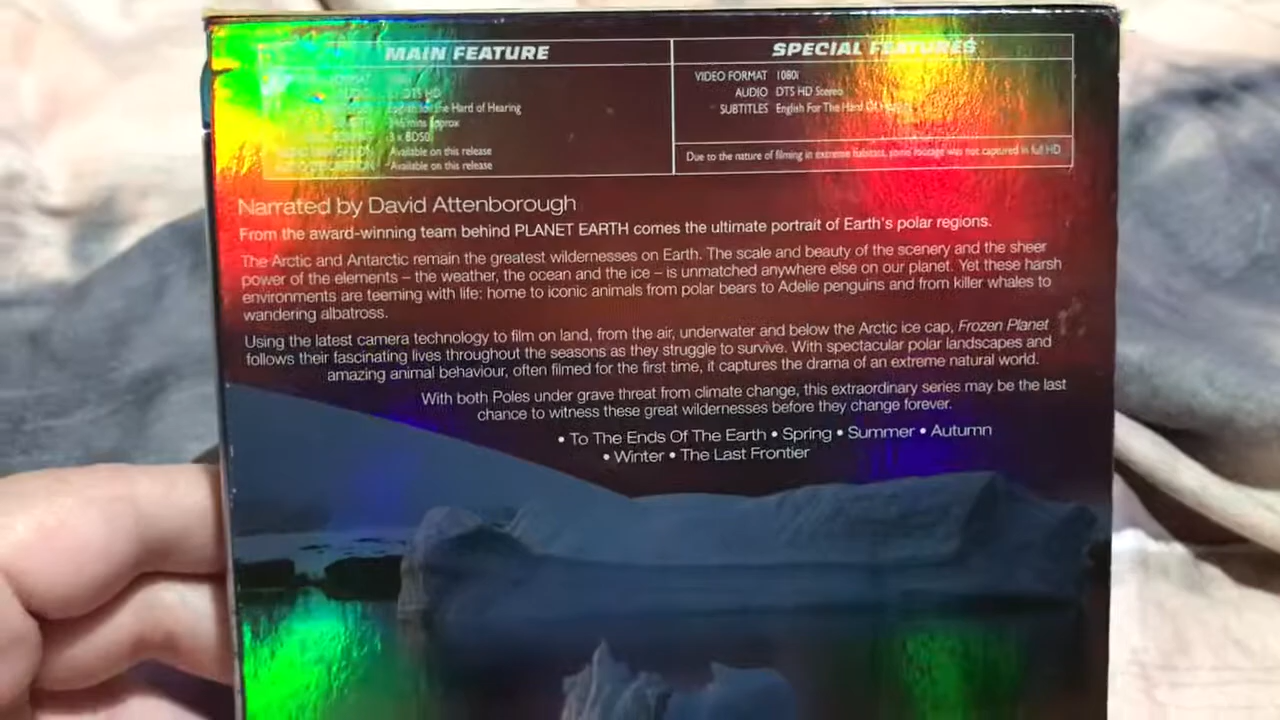 MAIN FEATURE
DTS HD
English for the Hard of Hearing
mins approx
3 x BD50
Available on this release
Available on this release
SPECIAL FEATURES
VIDEO FORMAT 1080i
AUDIO DTS HD Stereo
SUBTITLES English For The Hard Of
Due to the nature of filming in extreme habitats, some footage was not captured in full HD
Narrated by David Attenborough
From the award-winning team behind PLANET EARTH comes the ultimate portrait of Earth's polar regions.
The Arctic and Antarctic remain the greatest wildernesses on Earth. The scale and beauty of the scenery and the sheer
power of the elements – the weather, the ocean and the ice – is unmatched anywhere else on our planet. Yet these harsh
environments are teeming with life: home to iconic animals from polar bears to Adelie penguins and from killer whales to
wandering albatross.
Using the latest camera technology to film on land, from the air, underwater and below the Arctic ice cap, Frozen Planet
follows their fascinating lives throughout the seasons as they struggle to survive. With spectacular polar landscapes and
amazing animal behaviour, often filmed for the first time, it captures the drama of an extreme natural world.
With both Poles under grave threat from climate change, this extraordinary series may be the last
chance to witness these great wildernesses before they change forever.
• To The Ends Of The Earth • Spring • Summer • Autumn
• Winter • The Last Frontier